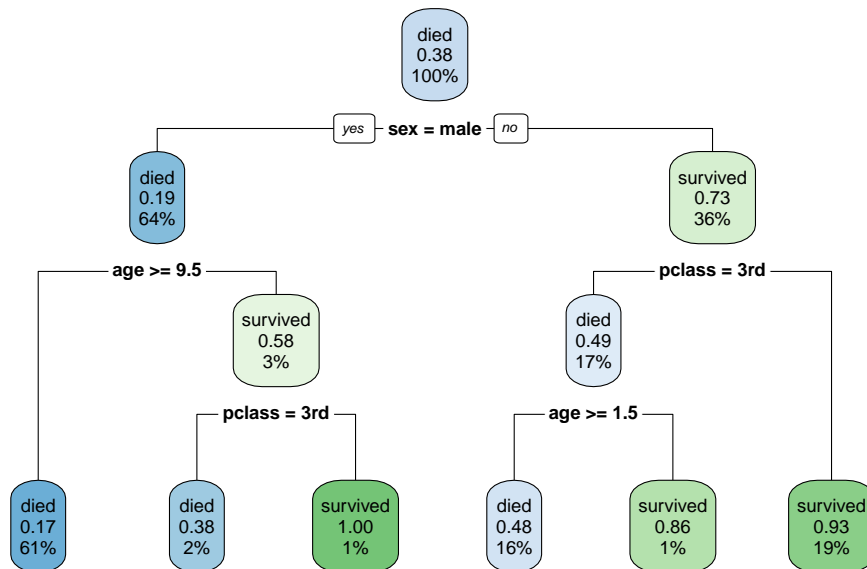 died
0.38
100%
yes sex = male no
died
0.19
64%
survived
0.73
36%
age >= 9.5
pclass = 3rd
survived
0.58
3%
died
0.49
17%
pclass = 3rd
age >= 1.5
died
0.17
61%
died
0.38
2%
survived
1.00
1%
died
0.48
16%
survived
0.86
1%
survived
0.93
19%